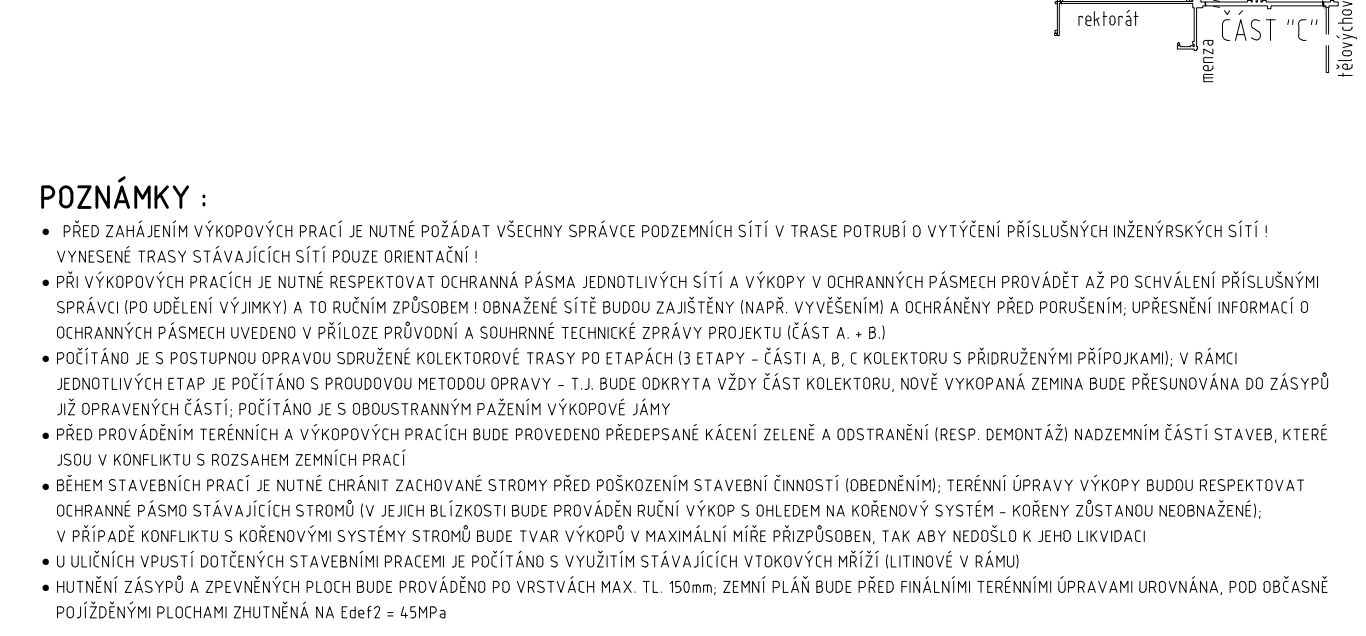 rektorát
ČÁST "C"
menza
tělovýchov
POZNÁMKY :
• PŘED ZAHÁJENÍM VÝKOPOVÝCH PRACÍ JE NUTNÉ POŽÁDAT VŠECHNY SPRÁVCE PODZEMNÍCH SÍTÍ V TRASE POTRUBÍ O VYTÝČENÍ PŘÍSLUŠNÝCH INŽENÝRSKÝCH SÍTÍ !
VYNESENÉ TRASY STÁVAJÍCÍCH SÍTÍ POUZE ORIENTAČNÍ !
• PŘI VÝKOPOVÝCH PRACÍCH JE NUTNÉ RESPEKTOVAT OCHRANNÁ PÁSMA JEDNOTLIVÝCH SÍTÍ A VÝKOPY V OCHRANNÝCH PÁSMECH PROVÁDĚT AŽ PO SCHVÁLENÍ PŘÍSLUŠNÝMI
SPRÁVCI (PO UDĚLENÍ VÝJIMKY) A TO RUČNÍM ZPŮSOBEM ! OBNAŽENÉ SÍTĚ BUDOU ZAJIŠTĚNY (NAPŘ. VYVĚŠENÍM) A OCHRÁNĚNY PŘED PORUŠENÍM; UPŘESNĚNÍ INFORMACÍ O
OCHRANNÝCH PÁSMECH UVEDENO V PŘÍLOZE PRŮVODNÍ A SOUHRNNÉ TECHNICKÉ ZPRÁVY PROJEKTU (ČÁST A. + B.)
• POČÍTÁNO JE S POSTUPNOU OPRAVOU SDRUŽENÉ KOLEKTOROVÉ TRASY PO ETAPÁCH (3 ETAPY - ČÁSTI A, B, C KOLEKTORU S PŘIDRUŽENÝMI PŘÍPOJKAMI); V RÁMCI
JEDNOTLIVÝCH ETAP JE POČÍTÁNO S PROUDOVOU METODOU OPRAVY - T.J. BUDE ODKRYTA VŽDY ČÁST KOLEKTORU, NOVĚ VYKOPANÁ ZEMINA BUDE PŘESUNOVÁNA DO ZÁSYPŮ
JIŽ OPRAVENÝCH ČÁSTÍ; POČÍTÁNO JE S OBOUSTRANNÝM PAŽENÍM VÝKOPOVÉ JÁMY
• PŘED PROVÁDĚNÍM TERÉNNÍCH A VÝKOPOVÝCH PRACÍCH BUDE PROVEDENO PŘEDEPSANÉ KÁCENÍ ZELENĚ A ODSTRANĚNÍ (RESP. DEMONTÁŽ) NADZEMNÍM ČÁSTÍ STAVEB, KTERÉ
JSOU V KONFLIKTU S ROZSAHEM ZEMNÍCH PRACÍ
• BĚHEM STAVEBNÍCH PRACÍ JE NUTNÉ CHRÁNIT ZACHOVANÉ STROMY PŘED POŠKOZENÍM STAVEBNÍ ČINNOSTÍ (OBEDNĚNÍM); TERÉNNÍ ÚPRAVY VÝKOPY BUDOU RESPEKTOVAT
OCHRANNÉ PÁSMO STÁVAJÍCÍCH STROMŮ (V JEJICH BLÍZKOSTI BUDE PROVÁDĚN RUČNÍ VÝKOP S OHLEDEM NA KOŘENOVÝ SYSTÉM - KOŘENY ZŮSTANOU NEOBNAŽENÉ);
V PŘÍPADĚ KONFLIKTU S KOŘENOVÝMI SYSTÉMY STROMŮ BUDE TVAR VÝKOPŮ V MAXIMÁLNÍ MÍŘE PŘIZPŮSOBEN, TAK ABY NEDOŠLO K JEHO LIKVIDACI
• U ULIČNÍCH VPUSTÍ DOTČENÝCH STAVEBNÍMI PRACEMI JE POČÍTÁNO S VYUŽITÍM STÁVAJÍCÍCH VTOKOVÝCH MŘÍŽÍ (LITINOVÉ V RÁMU)
• HUTNĚNÍ ZÁSYPŮ A ZPEVNĚNÝCH PLOCH BUDE PROVÁDĚNO PO VRSTVÁCH MAX. TL. 150mm; ZEMNÍ PLÁŇ BUDE PŘED FINÁLNÍMI TERÉNNÍMI ÚPRAVAMI UROVNÁNA, POD OBČASNĚ
POJÍŽDĚNÝMI PLOCHAMI ZHUTNĚNÁ NA Edef2 = 45MPa